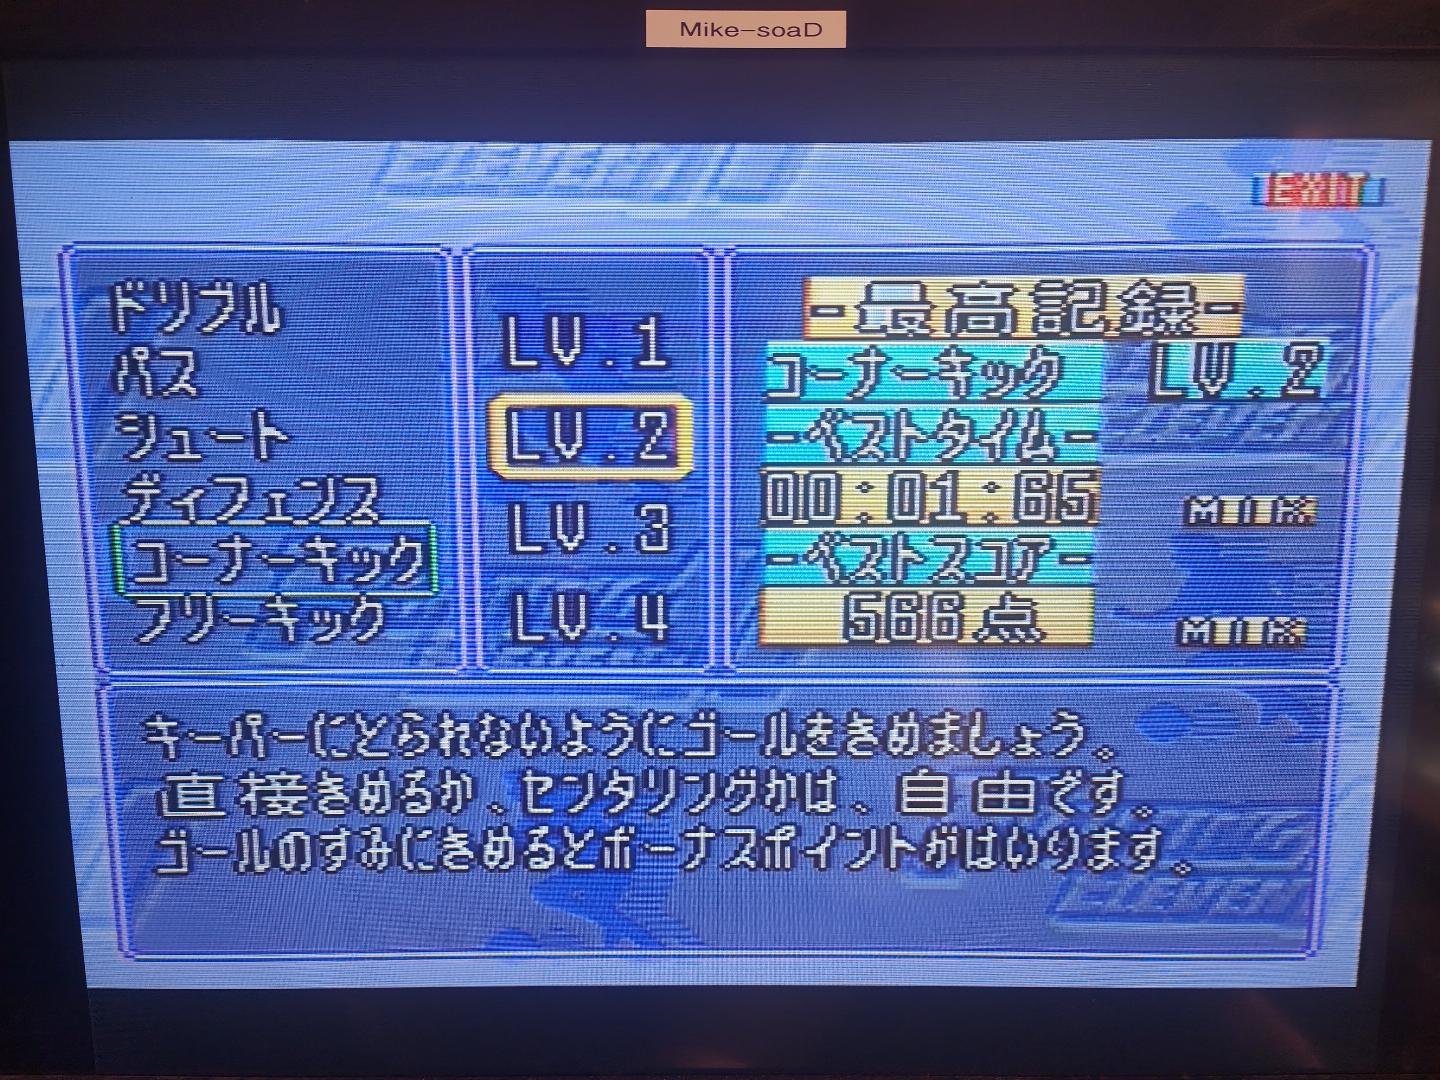 Mike-soaD
EXIT
ドリブル
パス
シュート
ディフェンス
コーナーキック
フリーキック
LV.1
LV.2
LV.3
LV.4
-最高記録-
コーナーキック LV.2
-ベストタイム-
00:01:65 MIK
-ベストスコア-
566点 MIK
キーパーにとられないようにゴールをきめましょう。
直接きめるか、センタリングかは、自由です。
ゴールのすみにきめるとボーナスポイントがはいります。